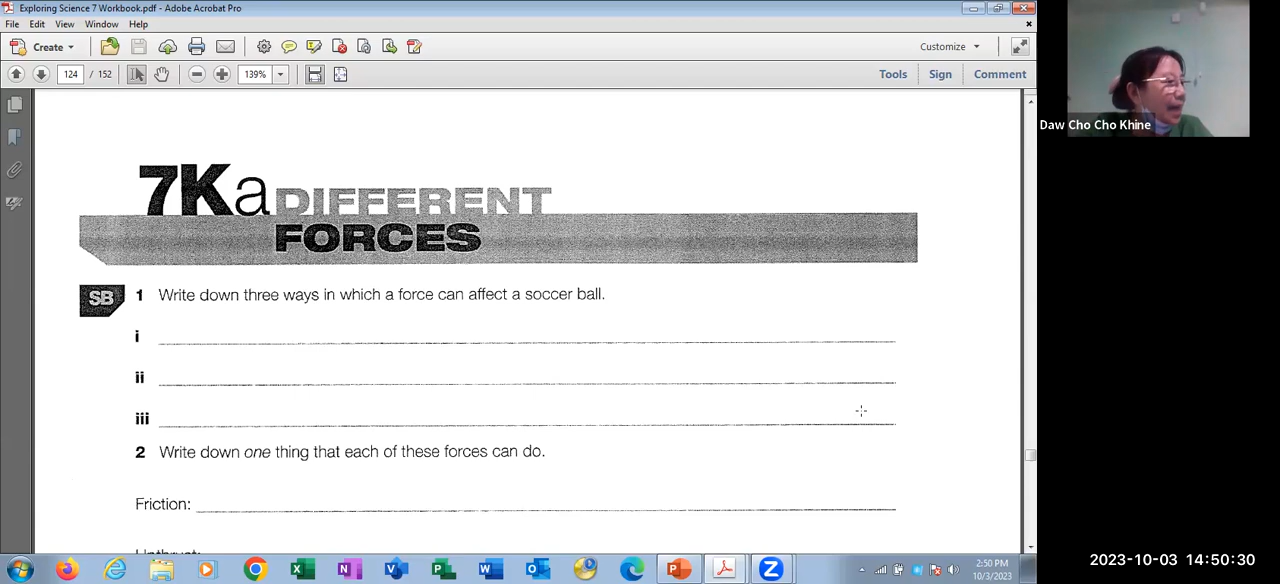 Exploring Science 7 Workbook.pdf - Adobe Acrobat Pro
File Edit View Window Help
Create Customize
124 / 152 139% Tools Sign Comment
7Ka DIFFERENT
FORCES
SB 1 Write down three ways in which a force can affect a soccer ball.
i
ii
iii
2 Write down one thing that each of these forces can do.
Friction:
Upthrust:
Daw Cho Cho Khine
2:50 PM
10/3/2023
2023-10-03 14:50:30